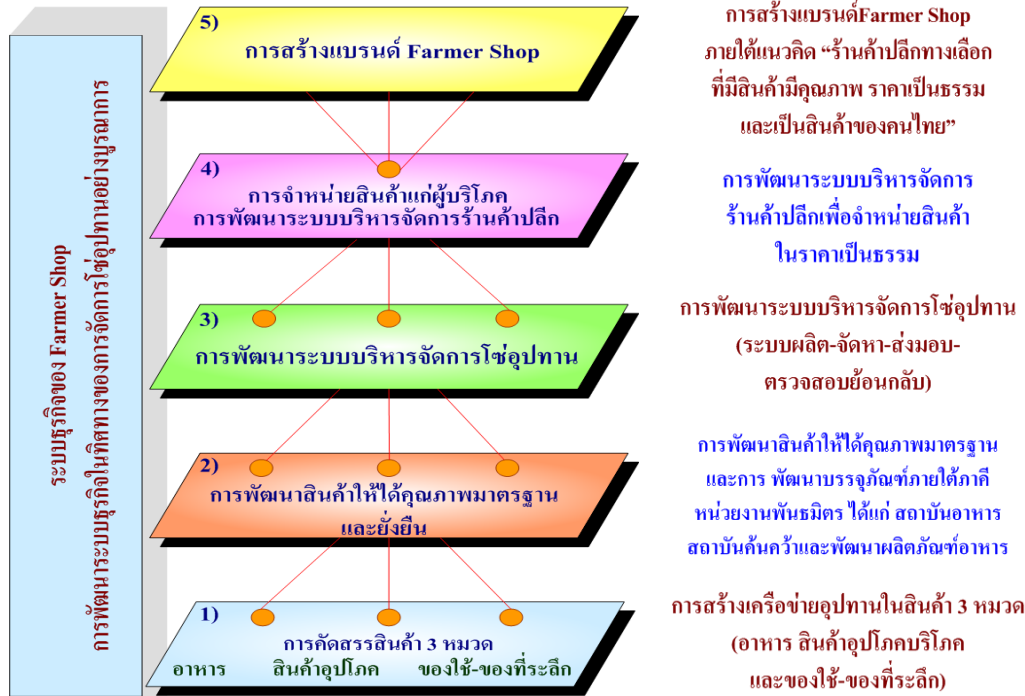 ระบบธุรกิจของ Farmer Shop
การพัฒนาระบบธุรกิจในทิศทางของการจัดการโซ่อุปทานอย่างบูรณาการ
5)
การสร้างแบรนด์ Farmer Shop
การสร้างแบรนด์Farmer Shop
ภายใต้แนวคิด “ร้านค้าปลีกทางเลือก
ที่มีสินค้ามีคุณภาพ ราคาเป็นธรรม
และเป็นสินค้าของคนไทย”
4)
การจำหน่ายสินค้าแก่ผู้บริโภค
การพัฒนาระบบบริหารจัดการร้านค้าปลีก
การพัฒนาระบบบริหารจัดการ
ร้านค้าปลีกเพื่อจำหน่ายสินค้า
ในราคาเป็นธรรม
3)
การพัฒนาระบบบริหารจัดการโซ่อุปทาน
การพัฒนาระบบบริหารจัดการโซ่อุปทาน
(ระบบผลิต-จัดหา-ส่งมอบ-
ตรวจสอบย้อนกลับ)
2)
การพัฒนาสินค้าให้ได้คุณภาพมาตรฐาน
และยั่งยืน
การพัฒนาสินค้าให้ได้คุณภาพมาตรฐาน
และการ พัฒนาบรรจุภัณฑ์ภายใต้ภาคี
หน่วยงานพันธมิตร ได้แก่ สถาบันอาหาร
สถาบันค้นคว้าและพัฒนาผลิตภัณฑ์อาหาร
1)
การคัดสรรสินค้า 3 หมวด
อาหาร สินค้าอุปโภค ของใช้-ของที่ระลึก
การสร้างเครือข่ายอุปทานในสินค้า 3 หมวด
(อาหาร สินค้าอุปโภคบริโภค
และของใช้-ของที่ระลึก)